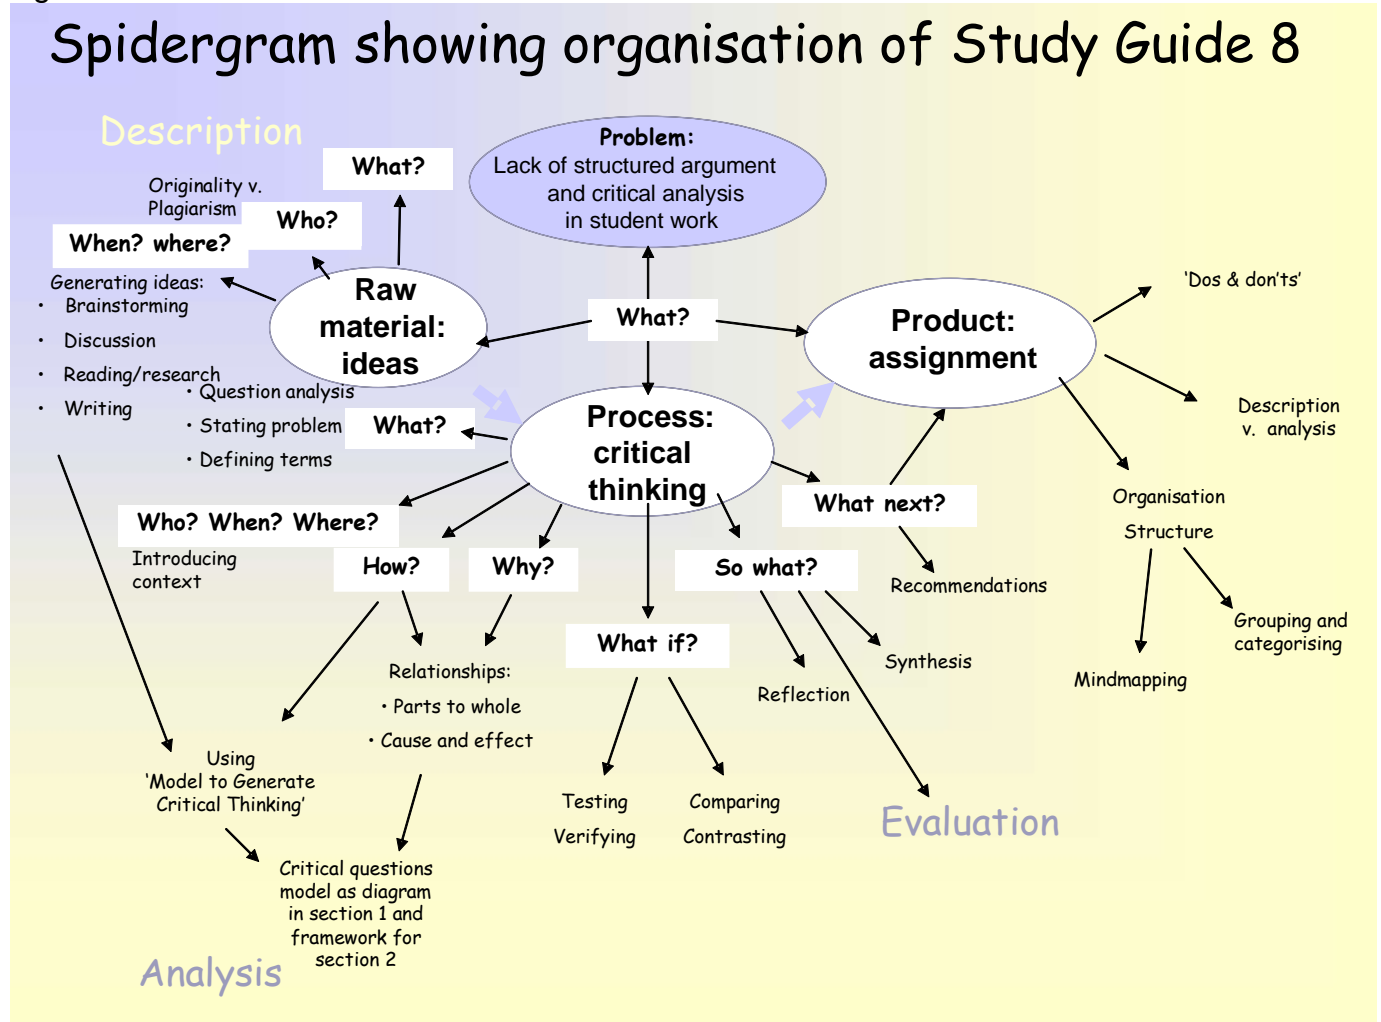 Spidergram showing organisation of Study Guide 8
Description
Problem:
Lack of structured argument
and critical analysis
in student work
What?
Originality v.
Plagiarism
Who?
When? where?
Generating ideas:
• Brainstorming
• Discussion
• Reading/research
• Writing
Raw
material:
ideas
What?
Product:
assignment
‘Dos & don’ts’
Description
v. analysis
Organisation
Structure
Grouping and
categorising
Mindmapping
• Question analysis
• Stating problem
• Defining terms
What?
Process:
critical
thinking
What next?
Recommendations
Who? When? Where?
Introducing
context
How?
Why?
So what?
What if?
Synthesis
Reflection
Relationships:
• Parts to whole
• Cause and effect
Using
‘Model to Generate
Critical Thinking’
Testing
Verifying
Comparing
Contrasting
Evaluation
Critical questions
model as diagram
in section 1 and
framework for
section 2
Analysis